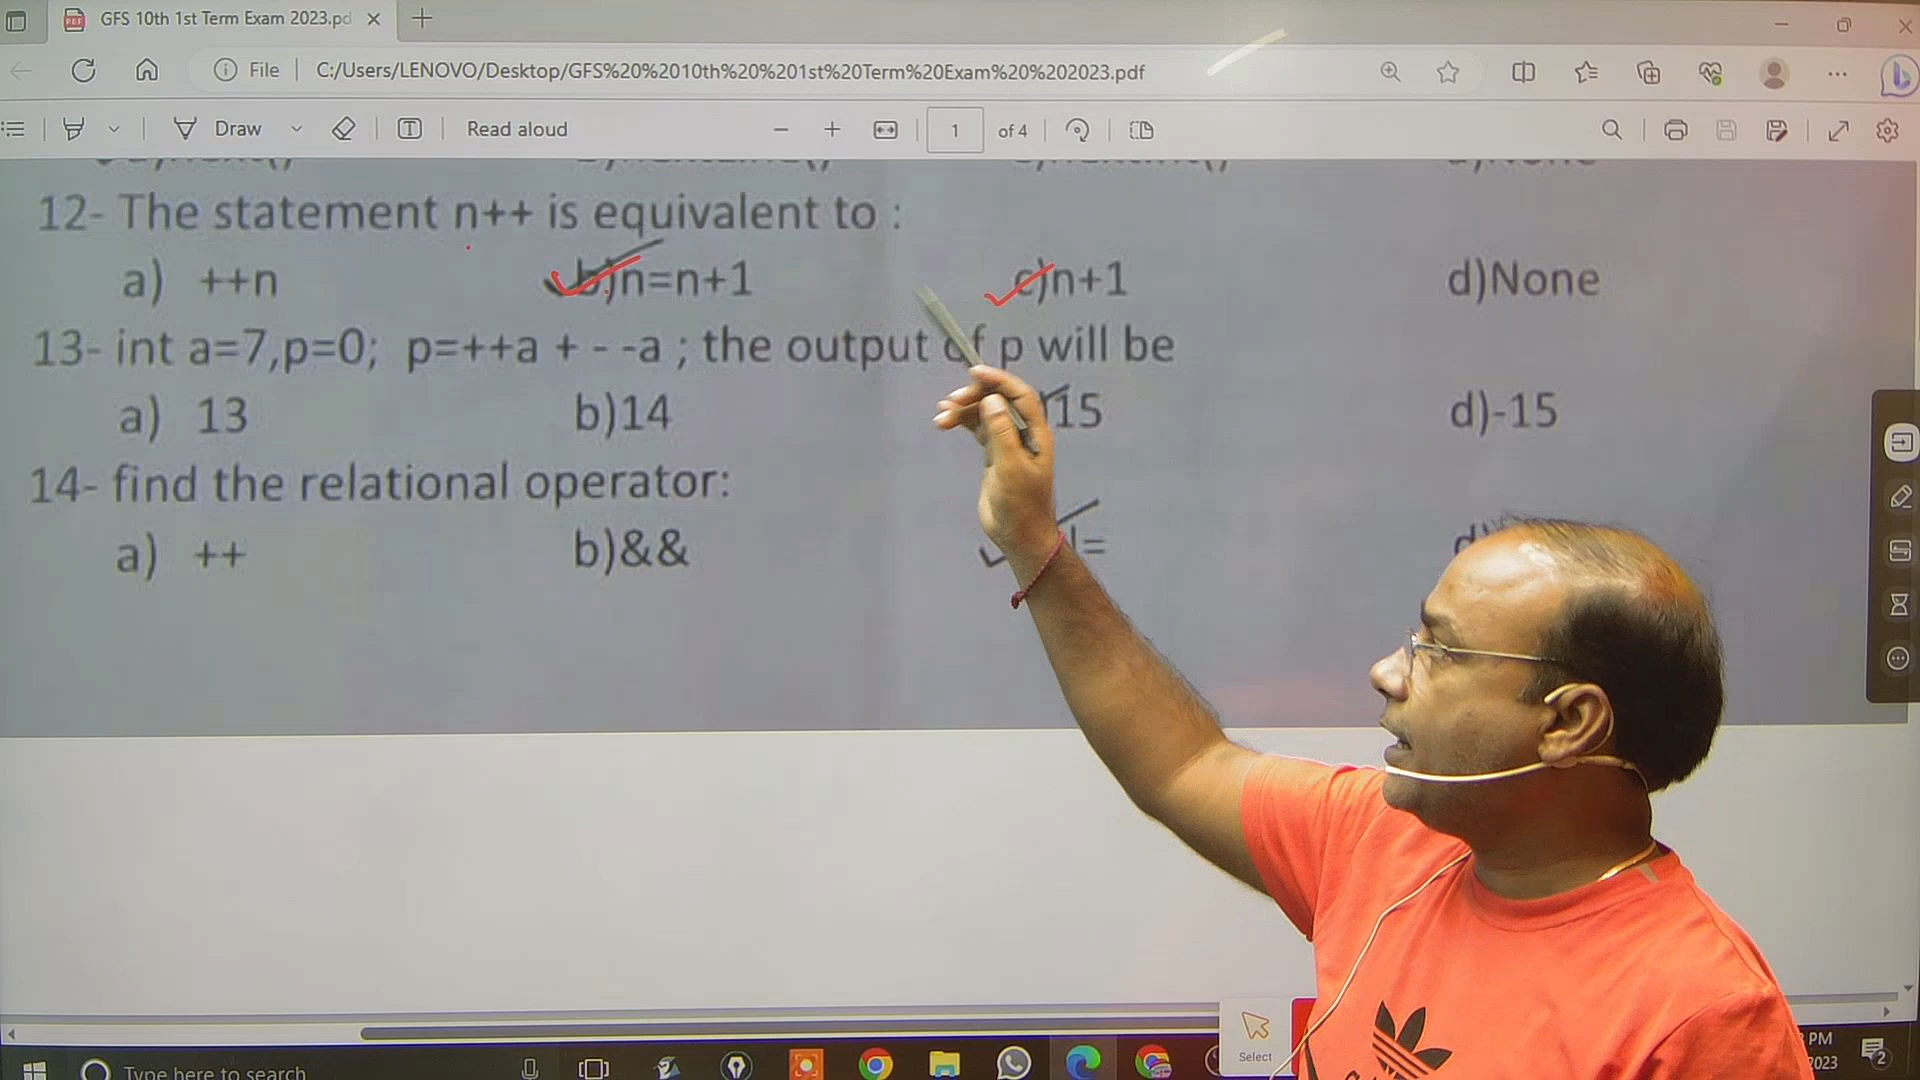 GFS 10th 1st Term Exam 2023.pd
File C:/Users/LENOVO/Desktop/GFS%20%2010th%20%201st%20Term%20Exam%20%202023.pdf
Draw Read aloud 1 of 4
12- The statement n++ is equivalent to :
a) ++n b)n=n+1 c)n+1 d)None
13- int a=7,p=0; p=++a + - -a ; the output of p will be
a) 13 b)14 )15 d)-15
14- find the relational operator:
a) ++ b)&& != d)
Select
PM
Type here to search 2023 2